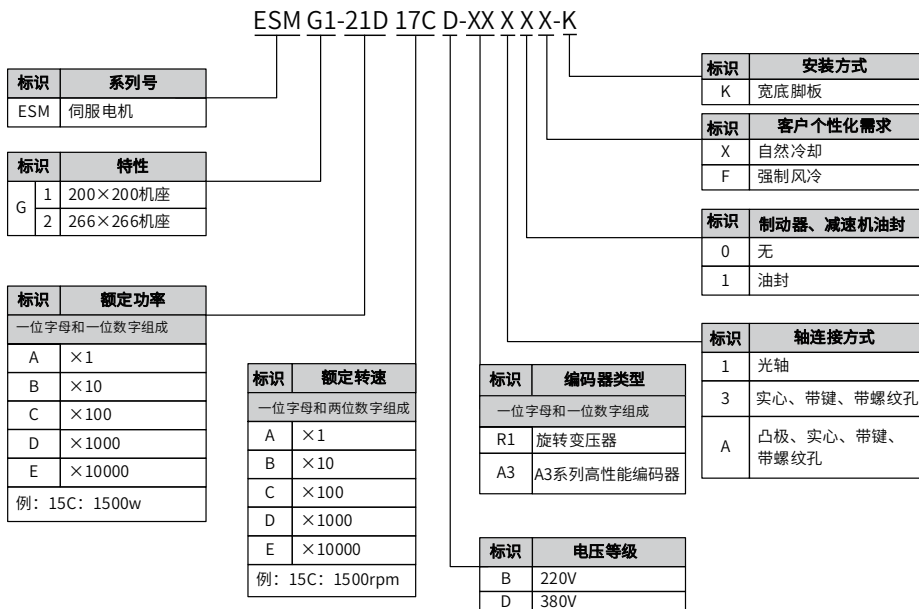 ESM G1-21D 17C D-XX X X X-K
标识 系列号
ESM 伺服电机
标识 特性
G 1 200×200机座
2 266×266机座
标识 额定功率
一位字母和一位数字组成
A ×1
B ×10
C ×100
D ×1000
E ×10000
例：15C：1500w
标识 额定转速
一位字母和两位数字组成
A ×1
B ×10
C ×100
D ×1000
E ×10000
例：15C：1500rpm
标识 编码器类型
一位字母和一位数字组成
R1 旋转变压器
A3 A3系列高性能编码器
标识 电压等级
B 220V
D 380V
标识 安装方式
K 宽底脚板
标识 客户个性化需求
X 自然冷却
F 强制风冷
标识 制动器、减速机油封
0 无
1 油封
标识 轴连接方式
1 光轴
3 实心、带键、带螺纹孔
A 凸极、实心、带键、
带螺纹孔